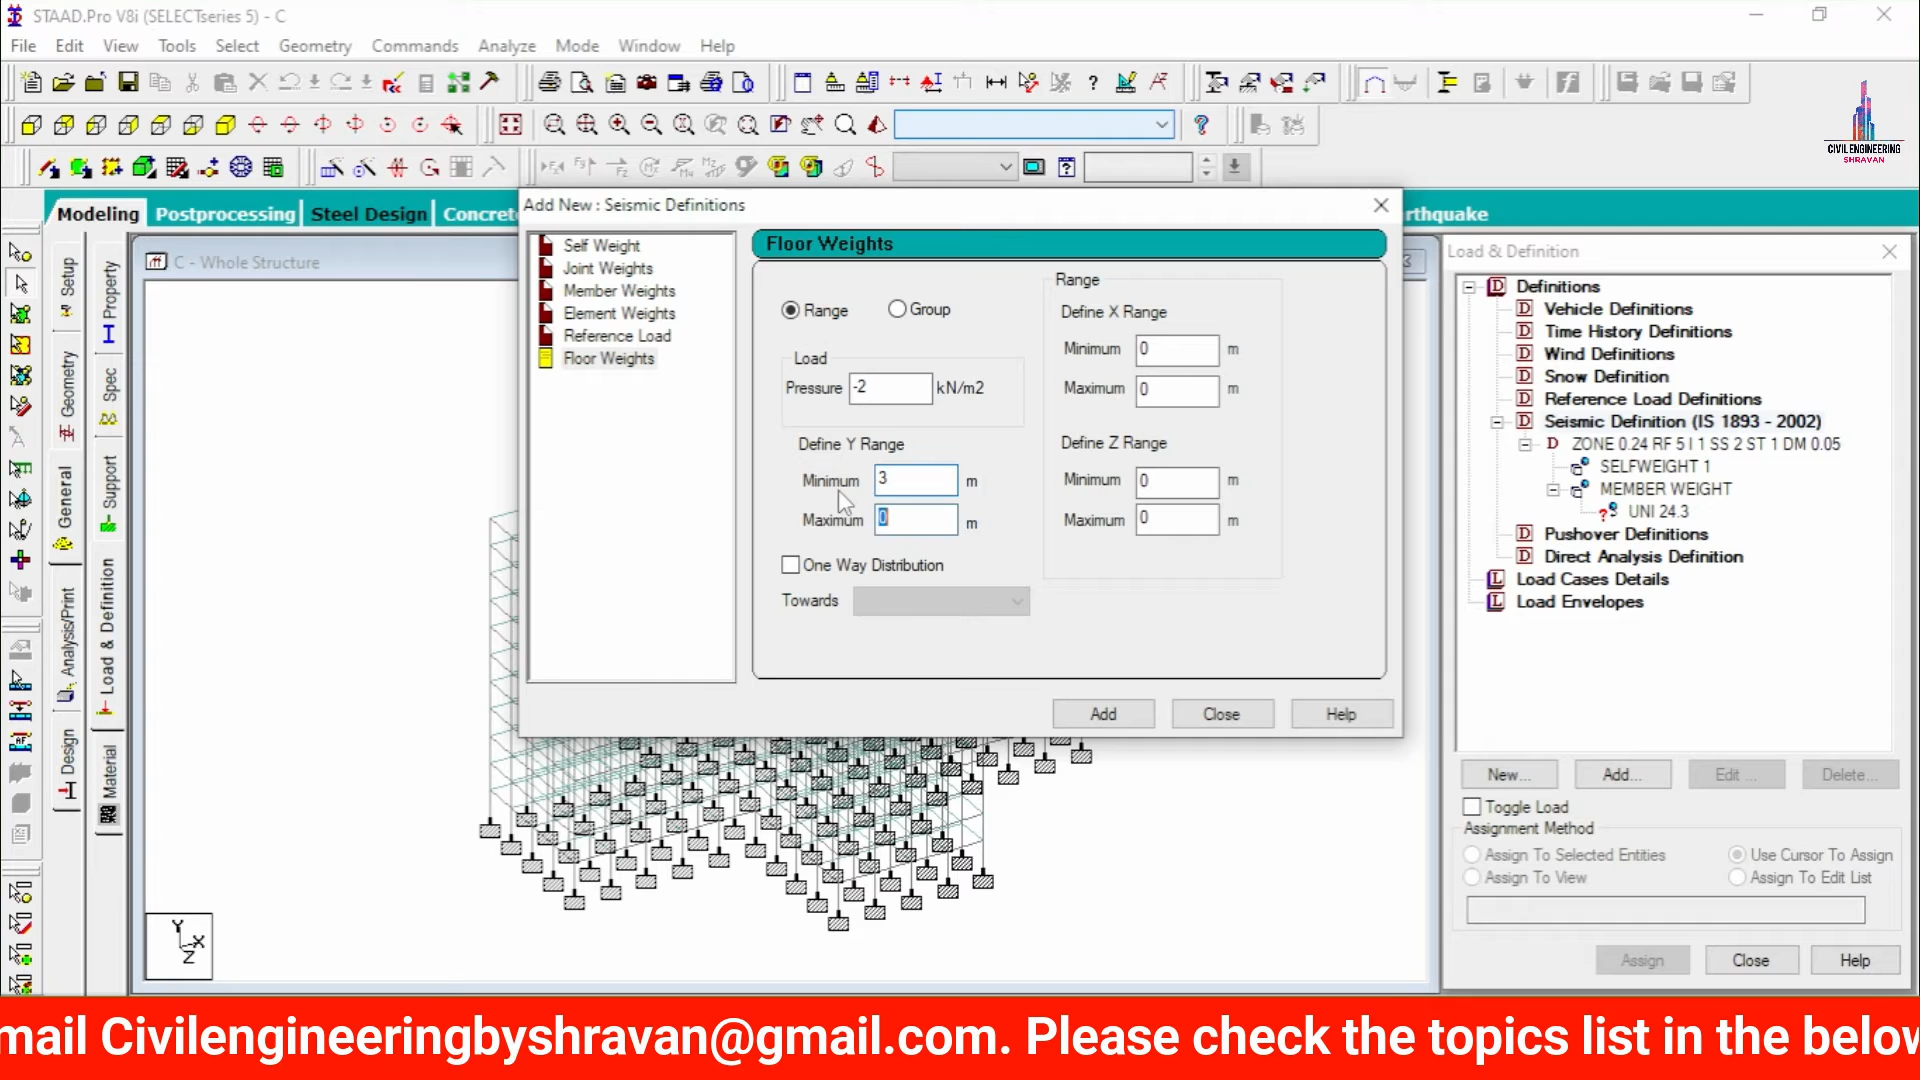 STAAD.Pro V8i (SELECTseries 5) - C
File Edit View Tools Select Geometry Commands Analyze Mode Window Help
CIVIL ENGINEERING
SHRAVAN
Modeling Postprocessing Steel Design Concrete
rthquake
Setup
Geometry
General
Analysis/Print
Design
Property
Spec
Support
Load & Definition
Material
C - Whole Structure
Add New : Seismic Definitions
Self Weight
Joint Weights
Member Weights
Element Weights
Reference Load
Floor Weights
Floor Weights
Range Group
Load
Pressure -2 kN/m2
Define Y Range
Minimum 3 m
Maximum 0 m
One Way Distribution
Towards
Range
Define X Range
Minimum 0 m
Maximum 0 m
Define Z Range
Minimum 0 m
Maximum 0 m
Add Close Help
Load & Definition
Definitions
Vehicle Definitions
Time History Definitions
Wind Definitions
Snow Definition
Reference Load Definitions
Seismic Definition (IS 1893 - 2002)
ZONE 0.24 RF 5 I 1 SS 2 ST 1 DM 0.05
SELFWEIGHT 1
MEMBER WEIGHT
UNI 24.3
Pushover Definitions
Direct Analysis Definition
Load Cases Details
Load Envelopes
New... Add... Edit ... Delete...
Toggle Load
Assignment Method
Assign To Selected Entities Use Cursor To Assign
Assign To View Assign To Edit List
Assign Close Help
Y
X
Z
mail Civilengineeringbyshravan@gmail.com. Please check the topics list in the below